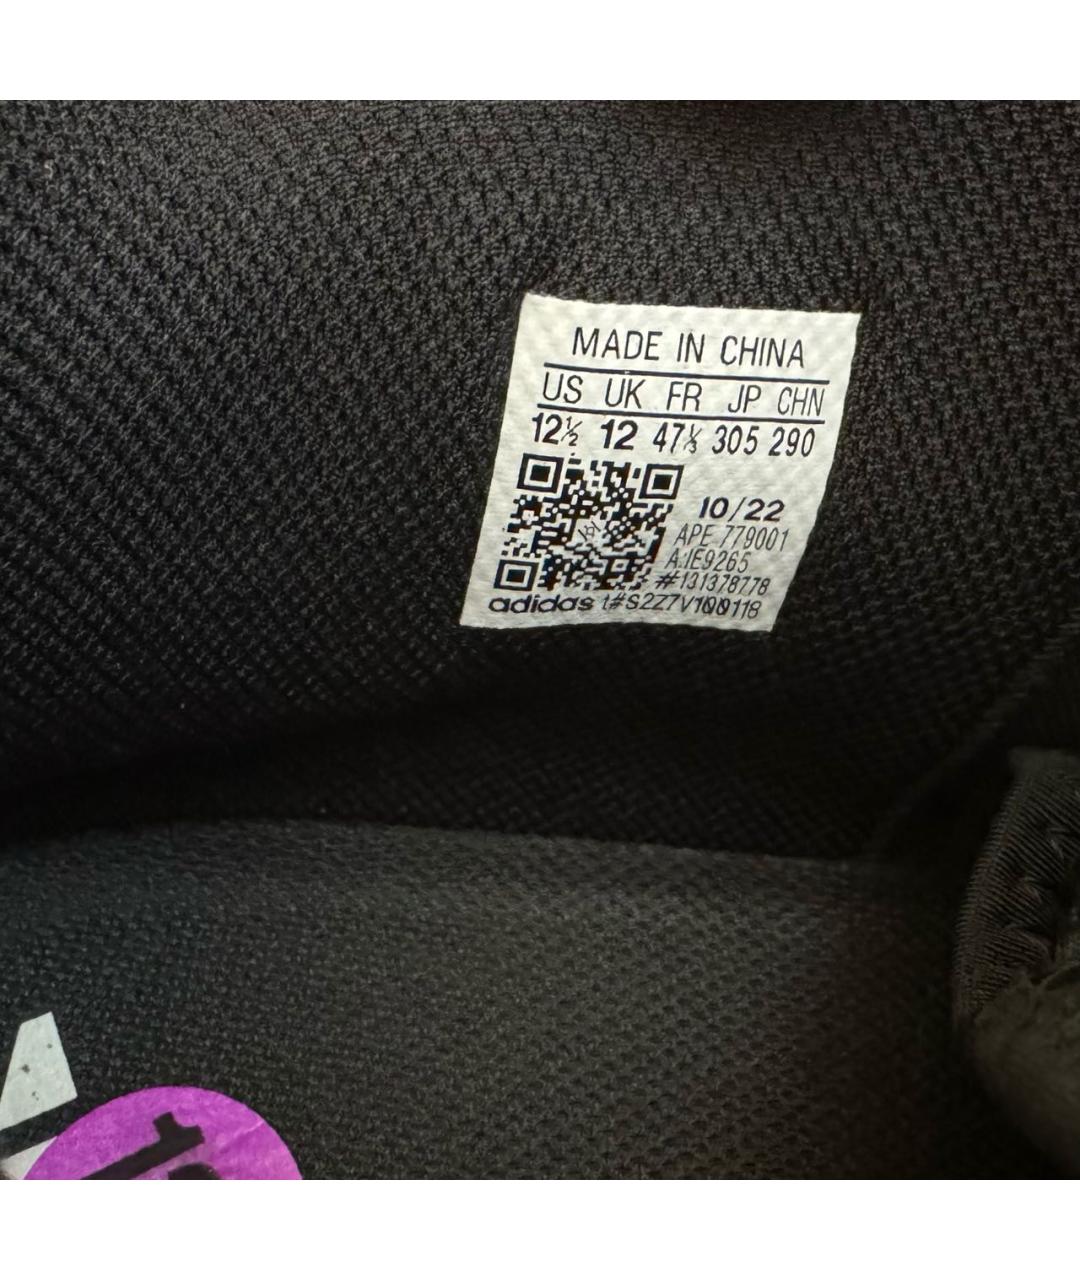 MADE IN CHINA
US UK FR JP CHN
12½ 12 47⅓ 305 290
10/22
APE 779001
A:IE9265
#131378778
adidas 1#S2Z7V100118